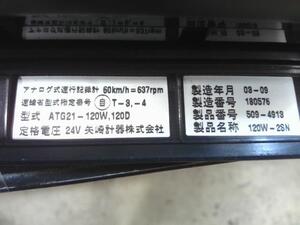 アナログ式運行記録計 60km/h=637rpm
運輸省型式指定番号 自 T-3,-4
型式 ATG21-120W,120D
定格電圧 24V 矢崎計器株式会社
製造年月 03-09
製造番号 180576
製品番号 509-4913
製品名称 120W-2SN